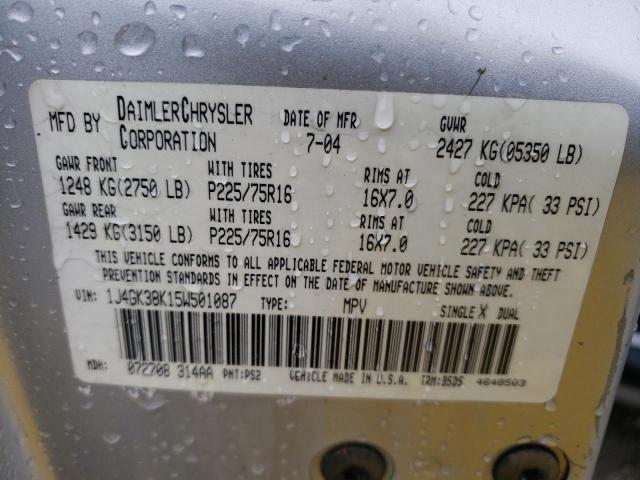 MFD BY DAIMLERCHRYSLER CORPORATION DATE OF MFR 7-04 GVWR 2427 KG(05350 LB)
GAWR FRONT WITH TIRES RIMS AT COLD
1248 KG(2750 LB) P225/75R16 16X7.0 227 KPA( 33 PSI)
GAWR REAR WITH TIRES RIMS AT COLD
1429 KG(3150 LB) P225/75R16 16X7.0 227 KPA( 33 PSI)
THIS VEHICLE CONFORMS TO ALL APPLICABLE FEDERAL MOTOR VEHICLE SAFETY AND THEFT
PREVENTION STANDARDS IN EFFECT ON THE DATE OF MANUFACTURE SHOWN ABOVE.
VIN: 1J4GK38K15W501087 TYPE: MPV SINGLE X DUAL
MDH: 072708 314AA PNT:PS2 VEHICLE MADE IN U.S.A. TRM:B5D5 4648503